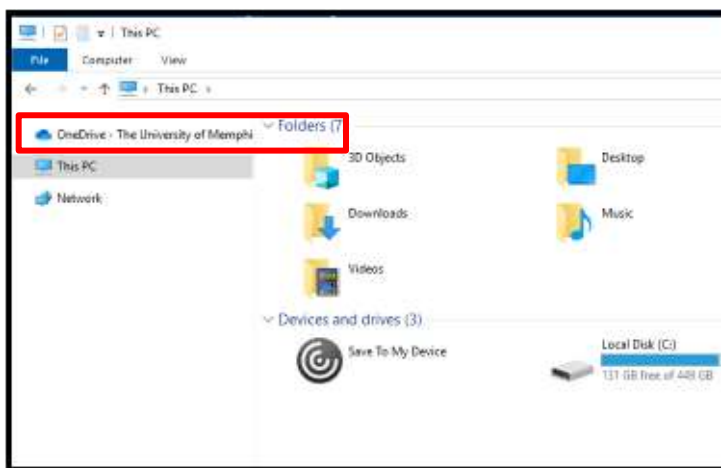 This PC
File Computer View
This PC
OneDrive - The University of Memphi
This PC
Network
Folders (7
3D Objects
Desktop
Downloads
Music
Videos
Devices and drives (3)
Save To My Device
Local Disk (C:)
131 GB free of 448 GB